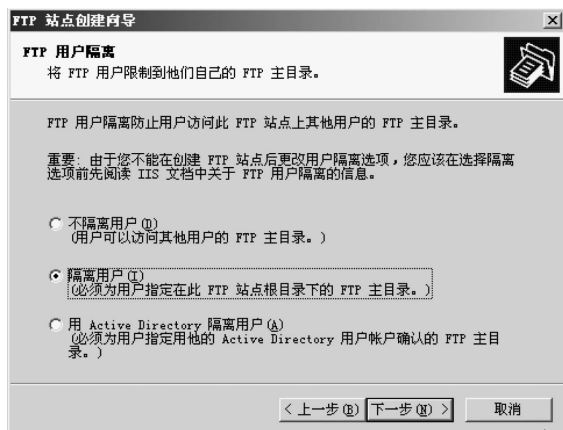 FTP 站点创建向导
FTP 用户隔离
将 FTP 用户限制到他们自己的 FTP 主目录。
FTP 用户隔离防止用户访问此 FTP 站点上其他用户的 FTP 主目录。
重要: 由于您不能在创建 FTP 站点后更改用户隔离选项，您应该在选择隔离
选项前先阅读 IIS 文档中关于 FTP 用户隔离的信息。
不隔离用户(D)
(用户可以访问其他用户的 FTP 主目录。)
隔离用户(I)
(必须为用户指定在此 FTP 站点根目录下的 FTP 主目录。)
用 Active Directory 隔离用户(A)
(必须为用户指定用他的 Active Directory 用户帐户确认的 FTP 主目
录。)
< 上一步(B) 下一步(N) > 取消